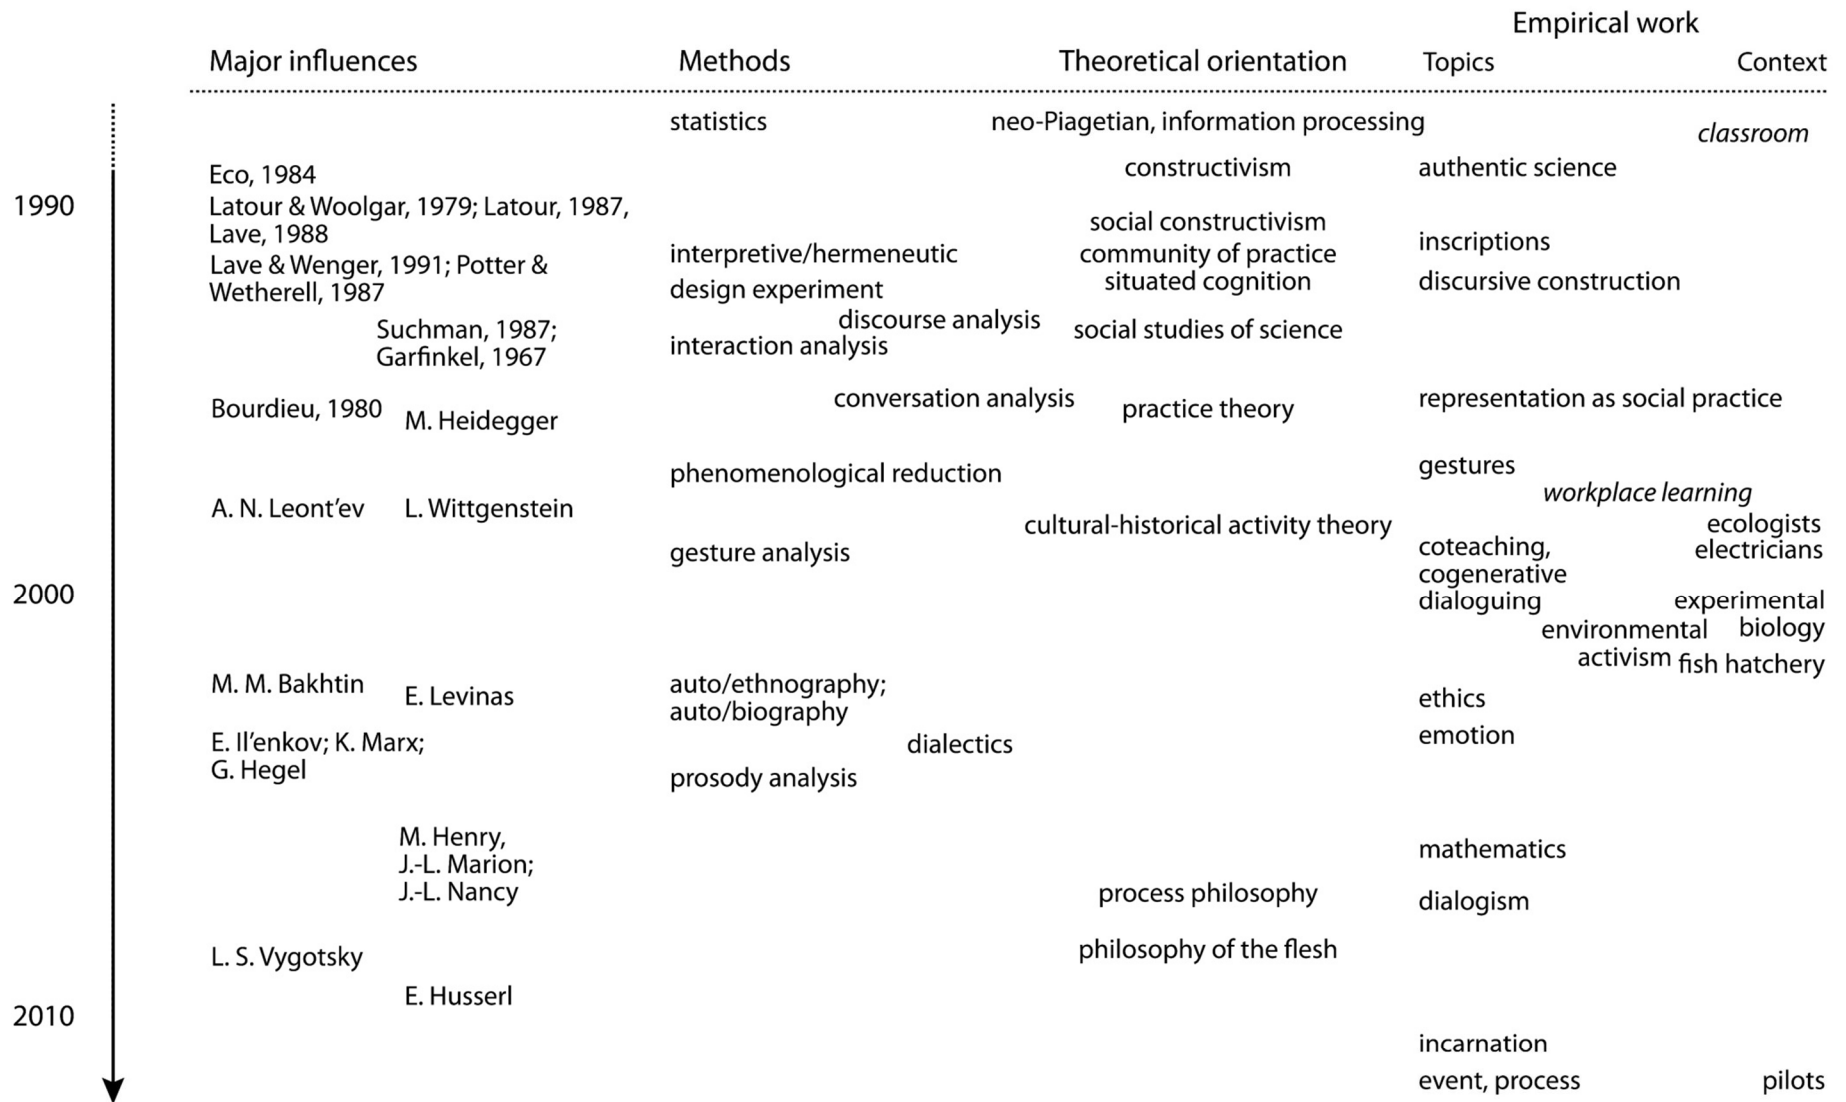 Empirical work
Major influences
Methods
Theoretical orientation
Topics
Context
statistics
neo-Piagetian, information processing
classroom
Eco, 1984
constructivism
authentic science
1990
Latour & Woolgar, 1979; Latour, 1987,
Lave, 1988
social constructivism
inscriptions
interpretive/hermeneutic
community of practice
Lave & Wenger, 1991; Potter &
Wetherell, 1987
design experiment
situated cognition
discursive construction
discourse analysis
Suchman, 1987;
Garfinkel, 1967
interaction analysis
social studies of science
conversation analysis
representation as social practice
Bourdieu, 1980
M. Heidegger
practice theory
phenomenological reduction
gestures
workplace learning
A. N. Leont'ev
L. Wittgenstein
cultural-historical activity theory
ecologists
electricians
gesture analysis
coteaching,
cogenerative
dialoguing
2000
experimental
biology
environmental
activism
fish hatchery
M. M. Bakhtin
E. Levinas
auto/ethnography;
auto/biography
ethics
E. Il'enkov; K. Marx;
G. Hegel
dialectics
emotion
prosody analysis
M. Henry,
J.-L. Marion;
J.-L. Nancy
mathematics
process philosophy
dialogism
L. S. Vygotsky
philosophy of the flesh
E. Husserl
2010
incarnation
event, process
pilots